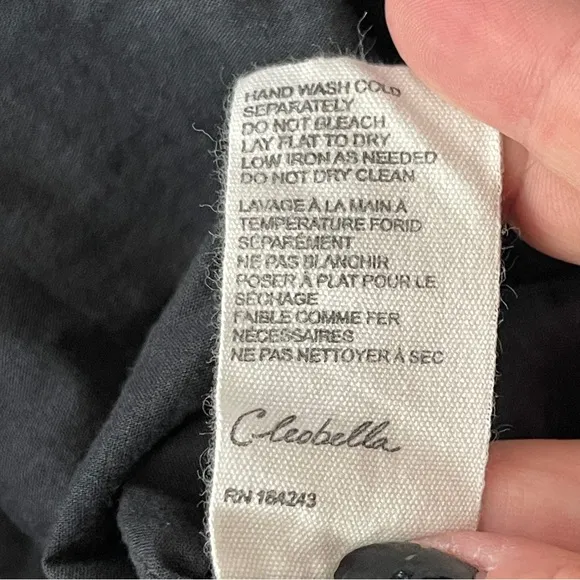 HAND WASH COLD
SEPARATELY
DO NOT BLEACH
LAY FLAT TO DRY
LOW IRON AS NEEDED
DO NOT DRY CLEAN
LAVAGE À LA MAIN A
TEMPERATURE FORID
SÉPARÉMENT
NE PAS BLANCHIR
POSER À PLAT POUR LE
SÉCHAGE
FAIBLE COMME FER
NÉCESSAIRES
NE PAS NETTOYER À SEC
Cleobella
RN 164243